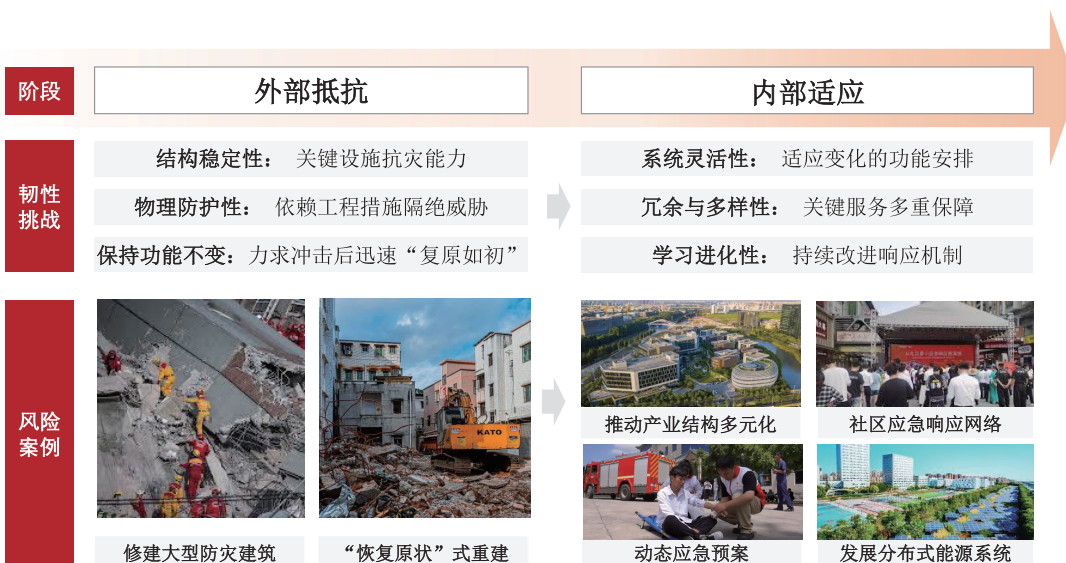 阶段
外部抵抗
内部适应
韧性
挑战
结构稳定性： 关键设施抗灾能力
物理防护性： 依赖工程措施隔绝威胁
保持功能不变：力求冲击后迅速“复原如初”
系统灵活性： 适应变化的功能安排
冗余与多样性： 关键服务多重保障
学习进化性： 持续改进响应机制
风险
案例
KATO
修建大型防灾建筑
“恢复原状”式重建
推动产业结构多元化
社区应急响应网络
动态应急预案
发展分布式能源系统